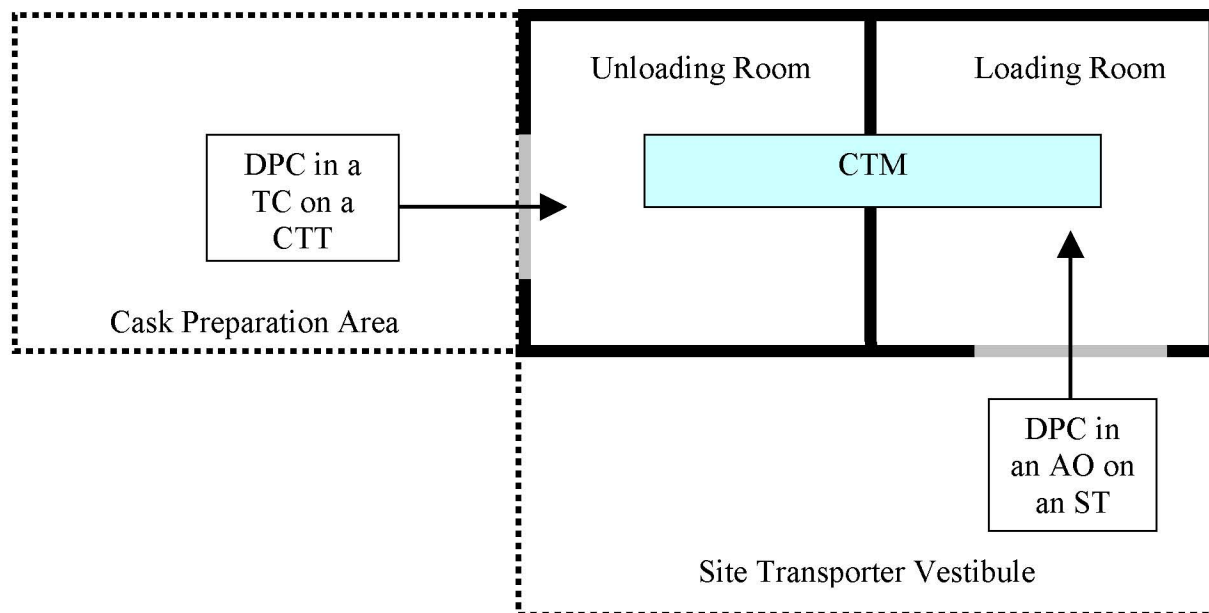 Unloading Room
Loading Room
DPC in a
TC on a
CTT
CTM
Cask Preparation Area
DPC in
an AO on
an ST
Site Transporter Vestibule